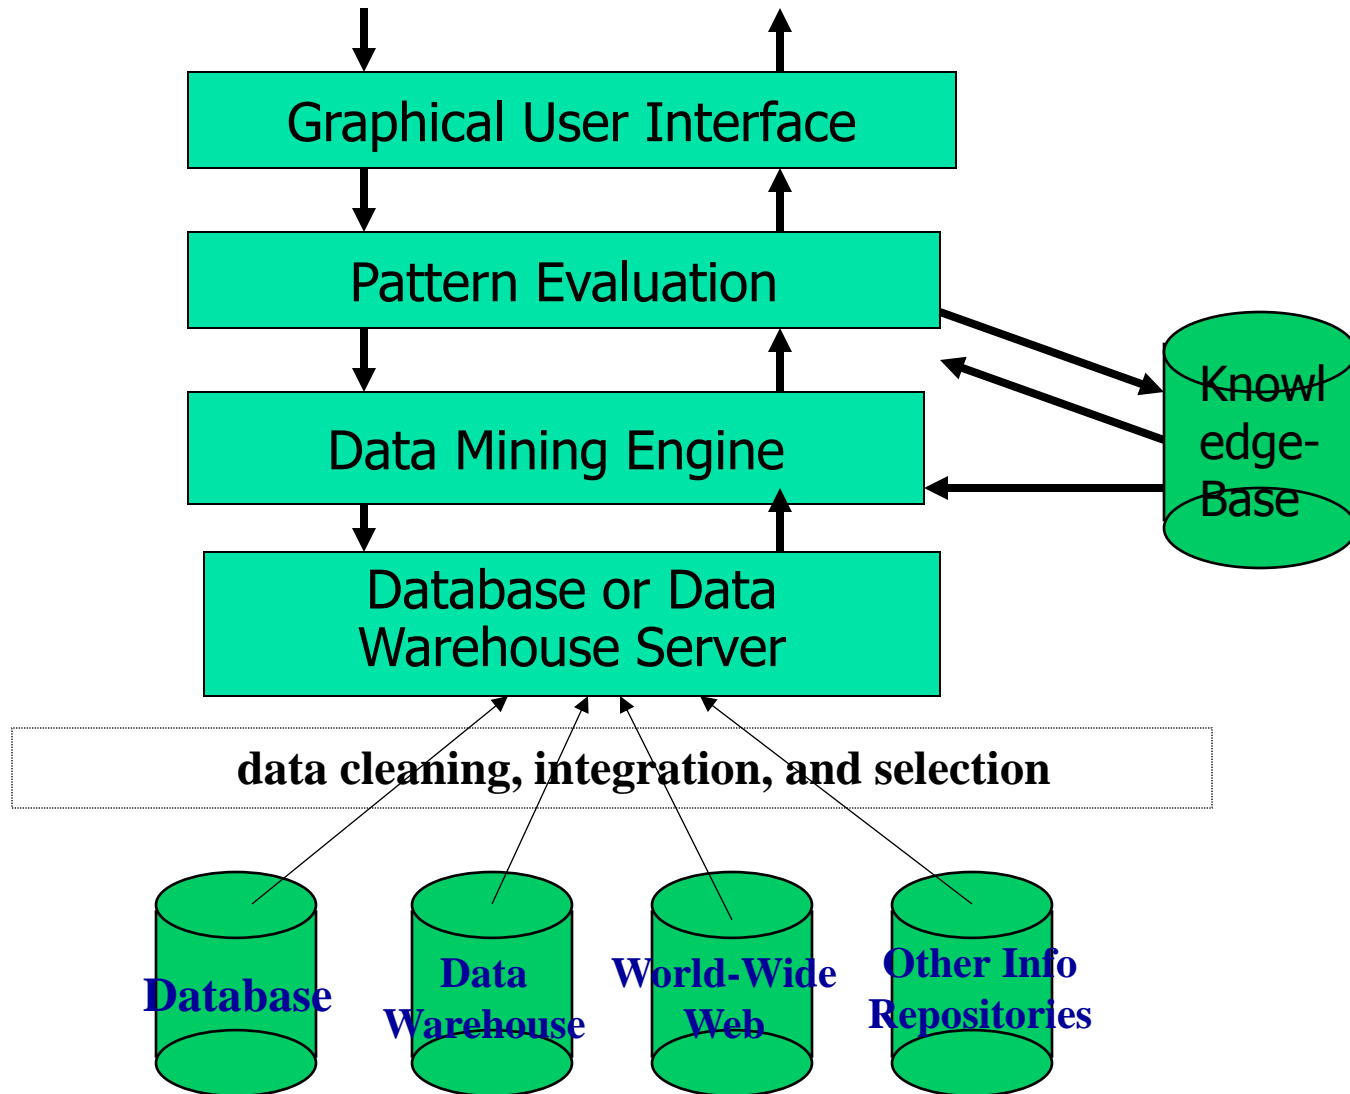 Graphical User Interface
Pattern Evaluation
Knowl
edge-
Base
Data Mining Engine
Database or Data
Warehouse Server
data cleaning, integration, and selection
Database
Data
Warehouse
World-Wide
Web
Other Info
Repositories